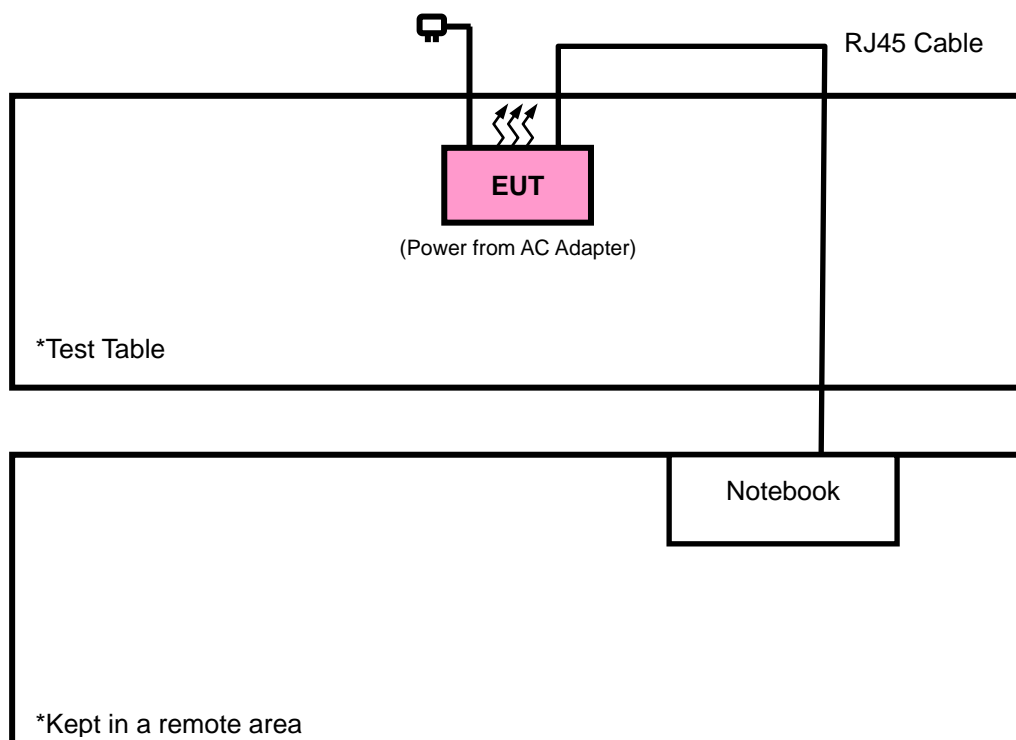 RJ45 Cable
EUT
(Power from AC Adapter)
*Test Table
Notebook
*Kept in a remote area